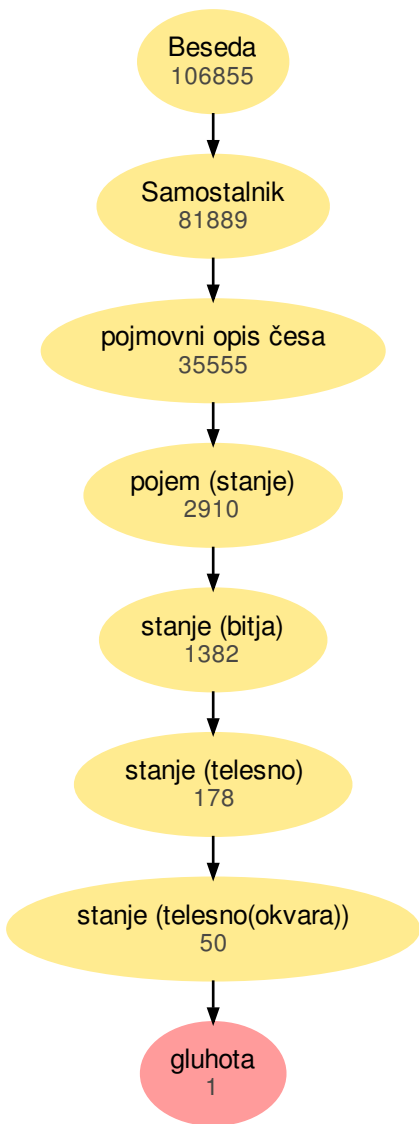 Beseda
106855
Samostalnik
81889
pojmovni opis česa
35555
pojem (stanje)
2910
stanje (bitja)
1382
stanje (telesno)
178
stanje (telesno(okvara))
50
gluhota
1